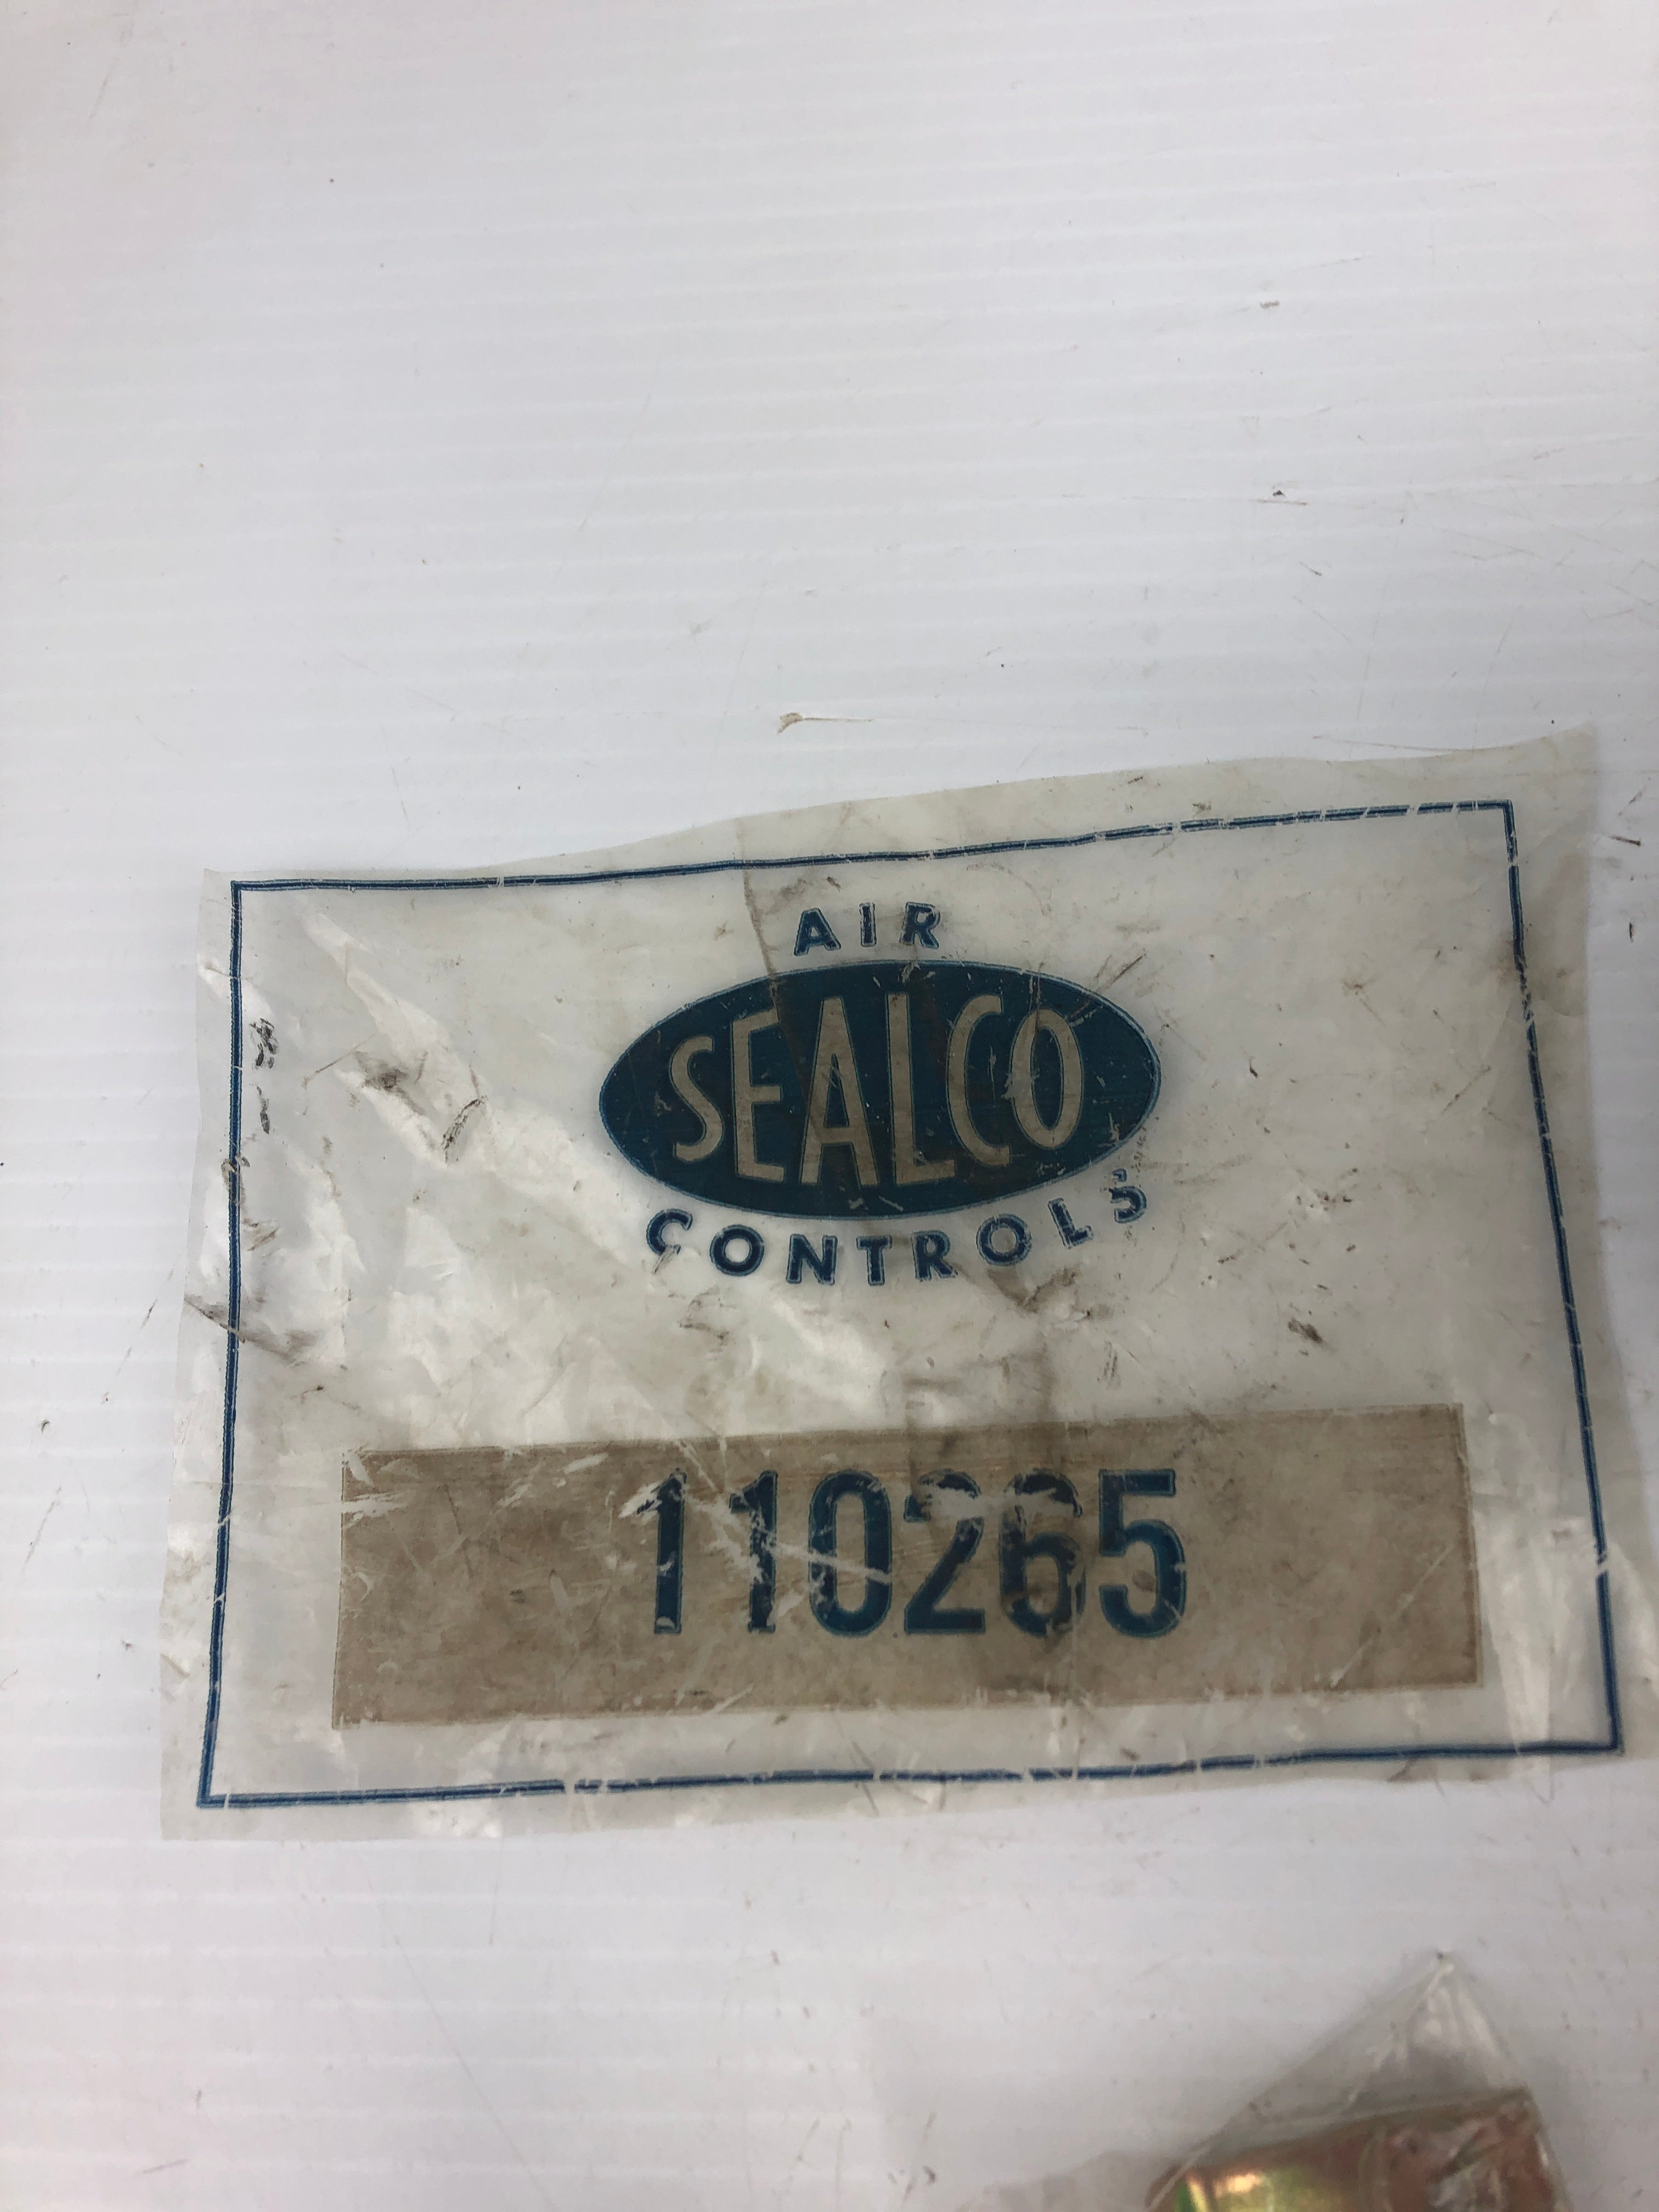 AIR
SEALCO
CONTROLS
110265